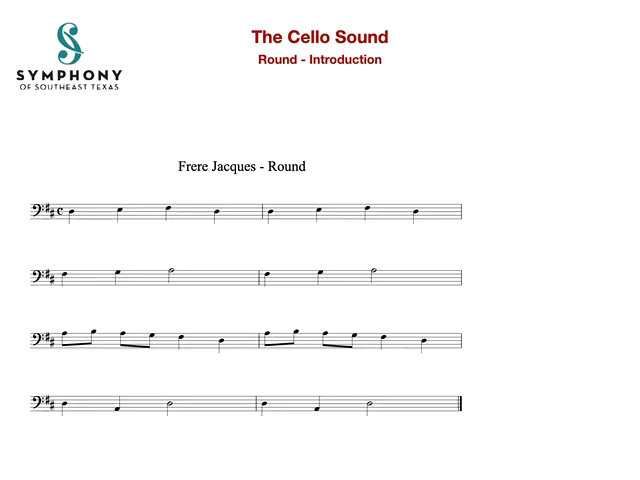 The Cello Sound
Round - Introduction
SYMPHONY
OF SOUTHEAST TEXAS
Frere Jacques - Round